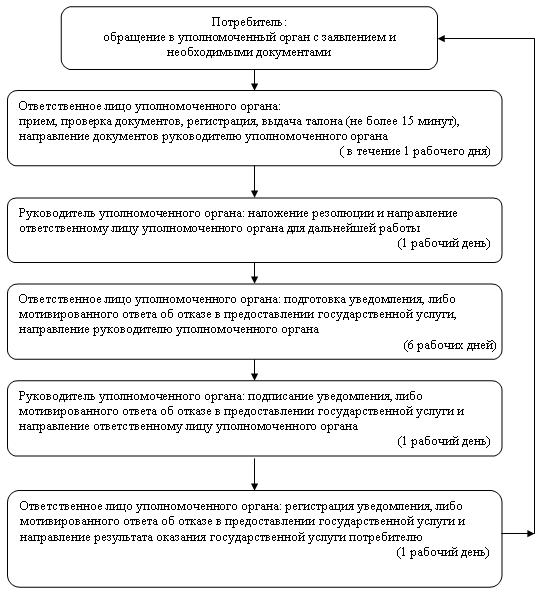 Потребитель:
обращение в уполномоченный орган с заявлением и
необходимыми документами
Ответственное лицо уполномоченного органа:
прием, проверка документов, регистрация, выдача талона (не более 15 минут),
направление документов руководителю уполномоченного органа
( в течение 1 рабочего дня)
Руководитель уполномоченного органа: наложение резолюции и направление
ответственному лицу уполномоченного органа для дальнейшей работы
(1 рабочий день)
Ответственное лицо уполномоченного органа: подготовка уведомления, либо
мотивированного ответа об отказе в предоставлении государственной услуги,
направление руководителю уполномоченного органа
(6 рабочих дней)
Руководитель уполномоченного органа: подписание уведомления, либо
мотивированного ответа об отказе в предоставлении государственной услуги и
направление ответственному лицу уполномоченного органа
(1 рабочий день)
Ответственное лицо уполномоченного органа: регистрация уведомления, либо
мотивированного ответа об отказе в предоставлении государственной услуги и
направление результата оказания государственной услуги потребителю
(1 рабочий день)